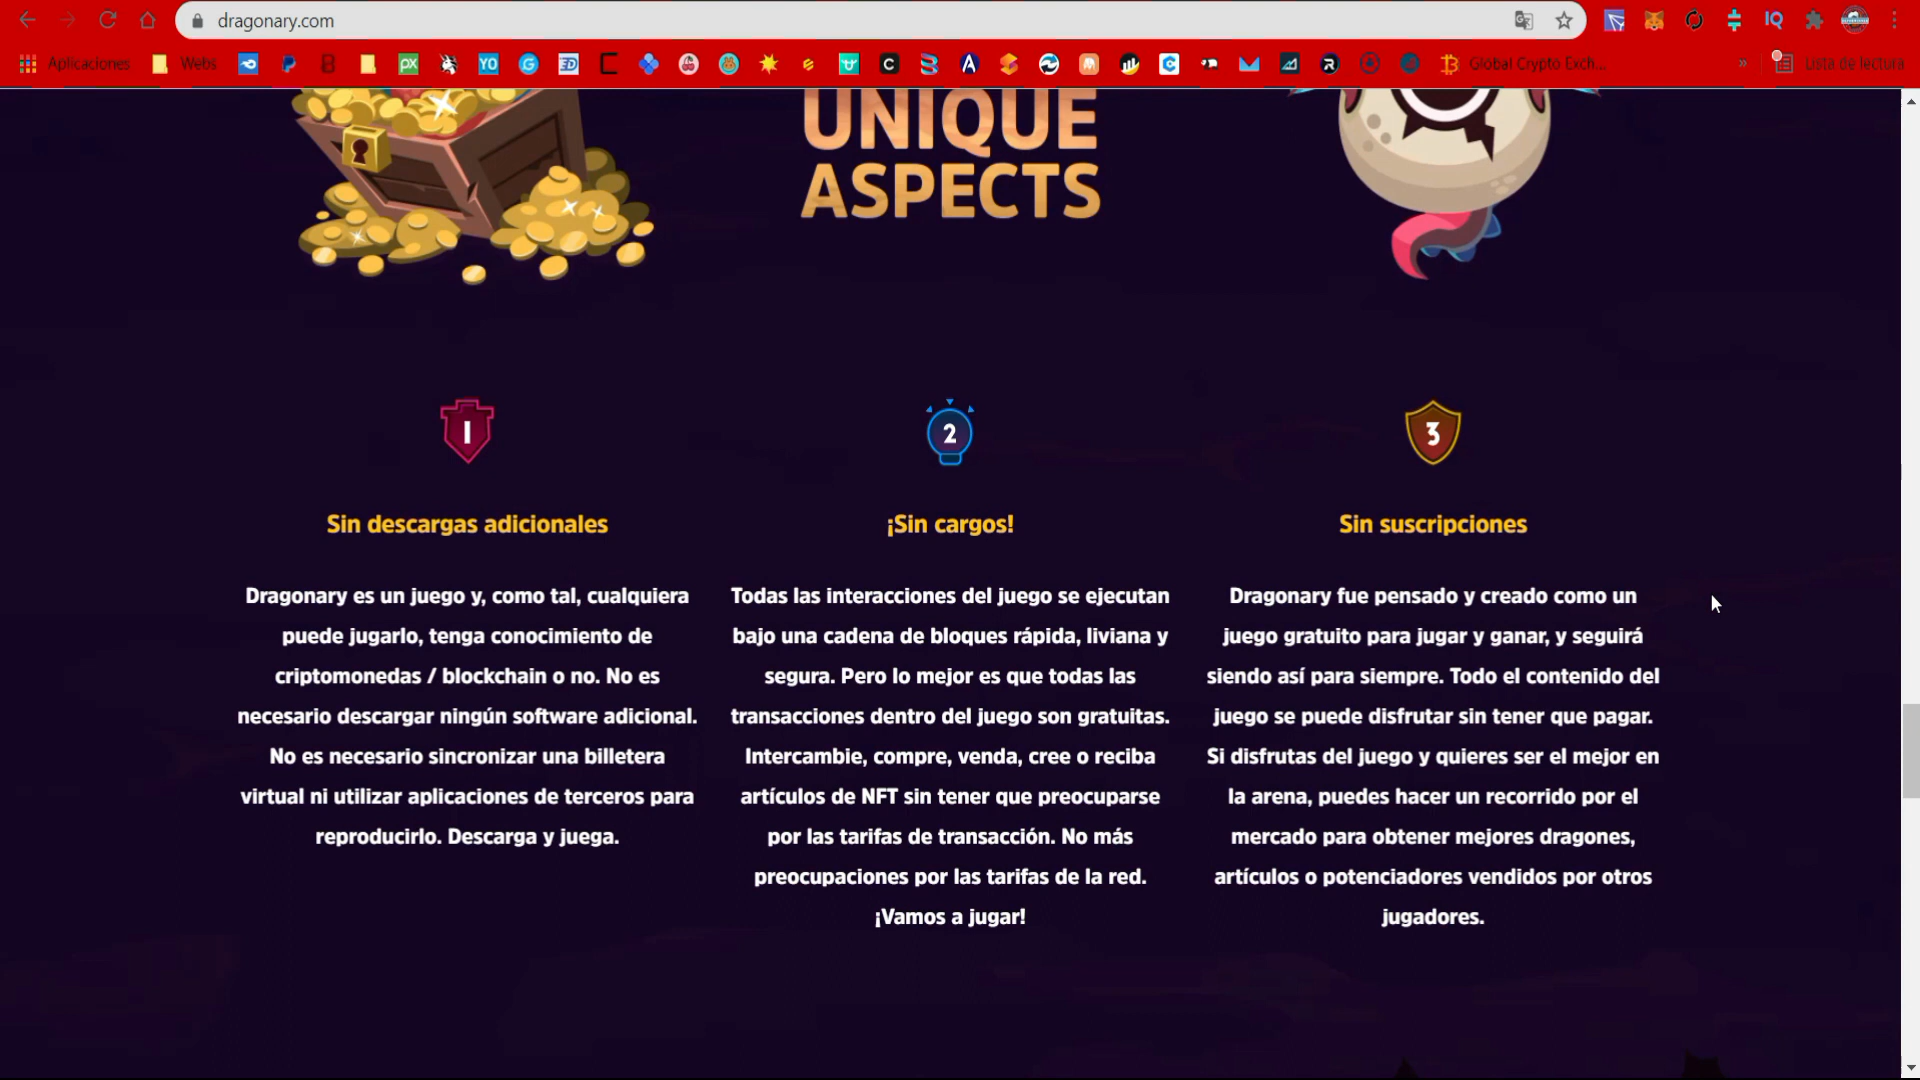 dragonary.com
Aplicaciones
Webs
Global Crypto Exch...
Lista de lectura
UNIQUE
ASPECTS
1
2
3
Sin descargas adicionales
Dragonary es un juego y, como tal, cualquiera
puede jugarlo, tenga conocimiento de
criptomonedas / blockchain o no. No es
necesario descargar ningún software adicional.
No es necesario sincronizar una billetera
virtual ni utilizar aplicaciones de terceros para
reproducirlo. Descarga y juega.
¡Sin cargos!
Todas las interacciones del juego se ejecutan
bajo una cadena de bloques rápida, liviana y
segura. Pero lo mejor es que todas las
transacciones dentro del juego son gratuitas.
Intercambie, compre, venda, cree o reciba
artículos de NFT sin tener que preocuparse
por las tarifas de transacción. No más
preocupaciones por las tarifas de la red.
¡Vamos a jugar!
Sin suscripciones
Dragonary fue pensado y creado como un
juego gratuito para jugar y ganar, y seguirá
siendo así para siempre. Todo el contenido del
juego se puede disfrutar sin tener que pagar.
Si disfrutas del juego y quieres ser el mejor en
la arena, puedes hacer un recorrido por el
mercado para obtener mejores dragones,
artículos o potenciadores vendidos por otros
jugadores.